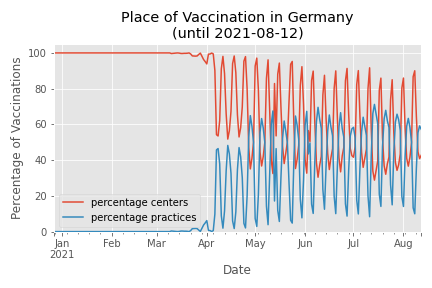 Place of Vaccination in Germany
(until 2021-08-12)
Percentage of Vaccinations
100
80
60
40
20
0
percentage centers
percentage practices
Jan Feb Mar Apr May Jun Jul Aug
2021
Date